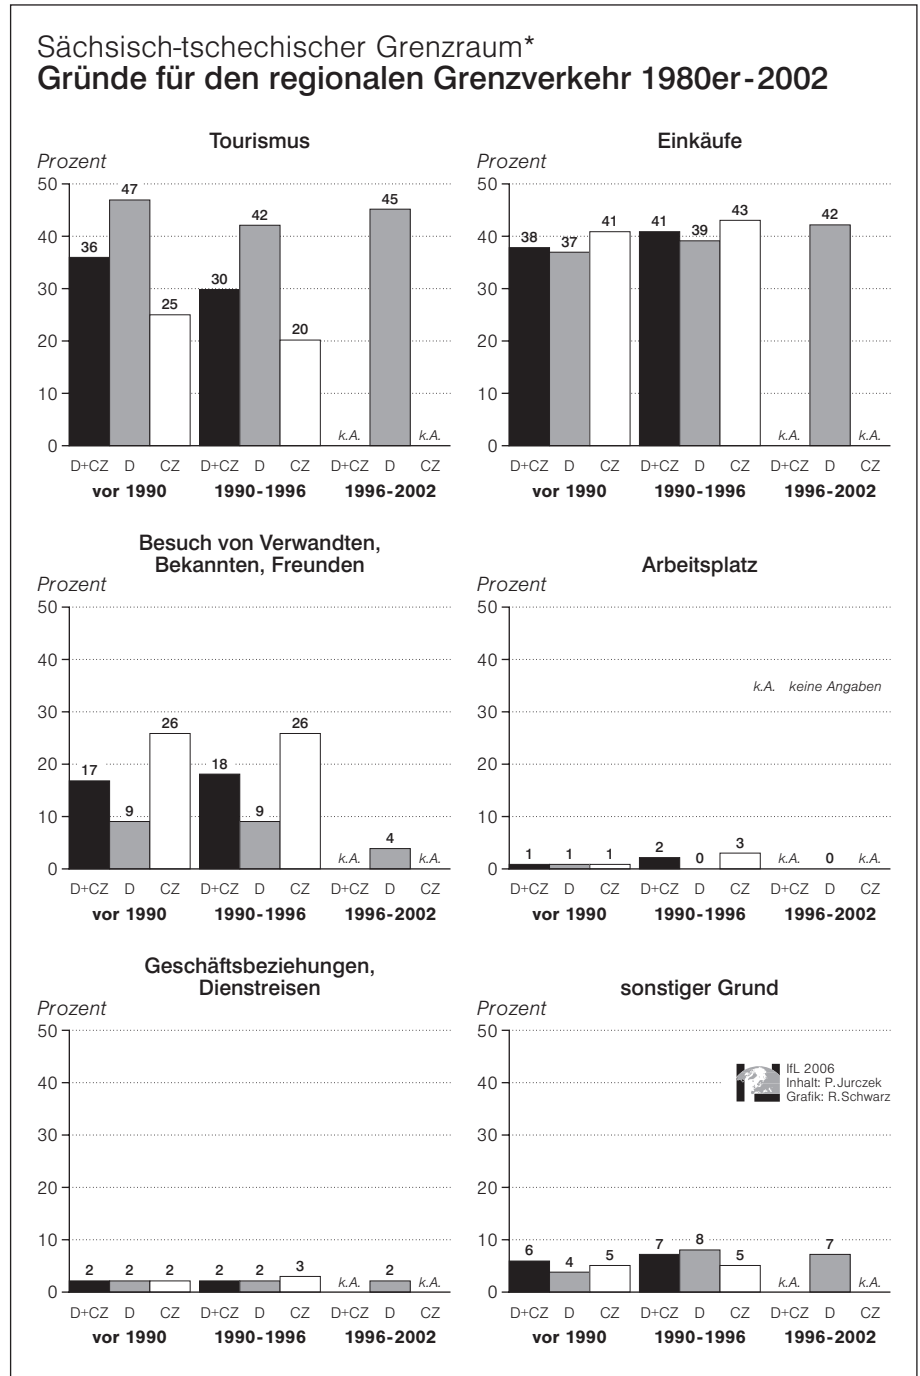 Sächsisch-tschechischer Grenzraum*
Gründe für den regionalen Grenzverkehr 1980er-2002
Tourismus
Prozent
50
40
30
20
10
0
36
47
25
30
42
20
k.A.
45
k.A.
D+CZ D CZ D+CZ D CZ D+CZ D CZ
vor 1990 1990-1996 1996-2002
Einkäufe
Prozent
50
40
30
20
10
0
38
37
41
41
39
43
k.A.
42
k.A.
D+CZ D CZ D+CZ D CZ D+CZ D CZ
vor 1990 1990-1996 1996-2002
Besuch von Verwandten,
Bekannten, Freunden
Prozent
50
40
30
20
10
0
17
9
26
18
9
26
k.A.
4
k.A.
D+CZ D CZ D+CZ D CZ D+CZ D CZ
vor 1990 1990-1996 1996-2002
Arbeitsplatz
Prozent
50
40
30
20
10
0
k.A. keine Angaben
1
1
1
2
0
3
k.A.
0
k.A.
D+CZ D CZ D+CZ D CZ D+CZ D CZ
vor 1990 1990-1996 1996-2002
Geschäftsbeziehungen,
Dienstreisen
Prozent
50
40
30
20
10
0
2
2
2
2
2
3
k.A.
2
k.A.
D+CZ D CZ D+CZ D CZ D+CZ D CZ
vor 1990 1990-1996 1996-2002
sonstiger Grund
Prozent
50
40
30
20
10
0
IfL 2006
Inhalt: P.Jurczek
Grafik: R.Schwarz
6
4
5
7
8
5
k.A.
7
k.A.
D+CZ D CZ D+CZ D CZ D+CZ D CZ
vor 1990 1990-1996 1996-2002